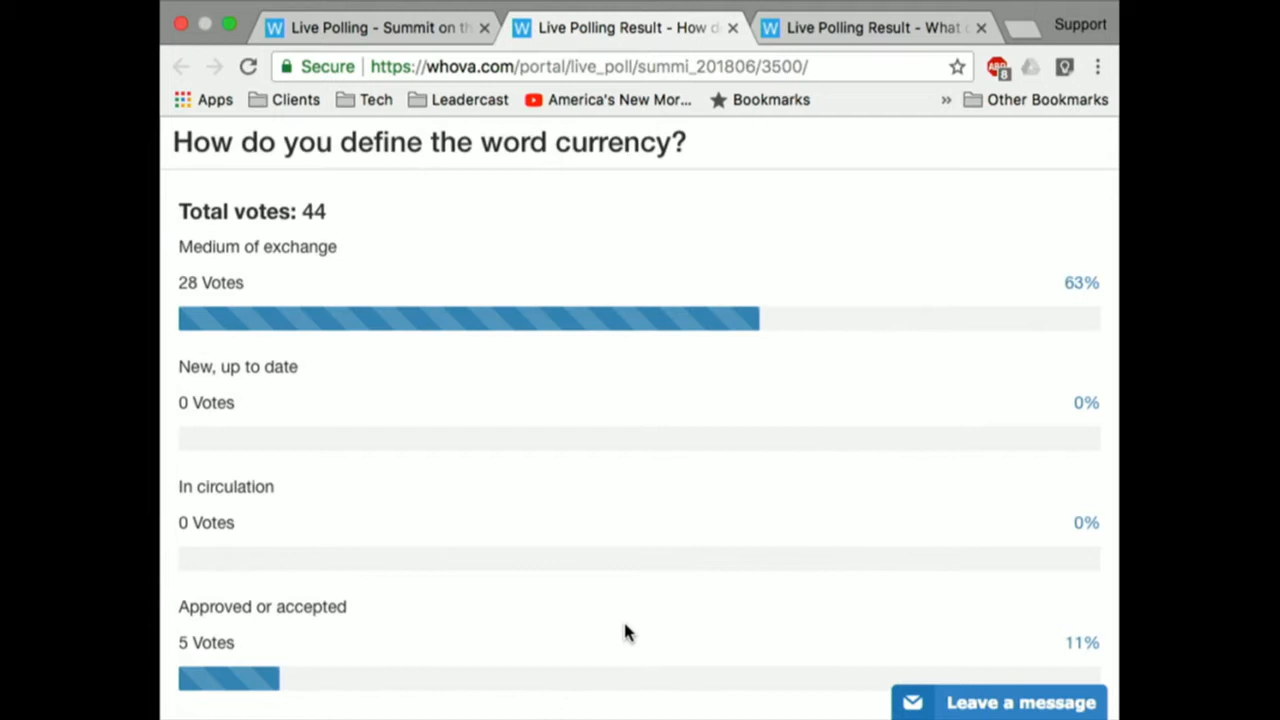 Live Polling - Summit on th
Live Polling Result - How d
Live Polling Result - What
Support
Secure
https://whova.com/portal/live_poll/summi_201806/3500/
ABP
8
Apps
Clients
Tech
Leadercast
America's New Mor...
Bookmarks
»
Other Bookmarks
How do you define the word currency?
Total votes: 44
Medium of exchange
28 Votes
63%
New, up to date
0 Votes
0%
In circulation
0 Votes
0%
Approved or accepted
5 Votes
11%
Leave a message